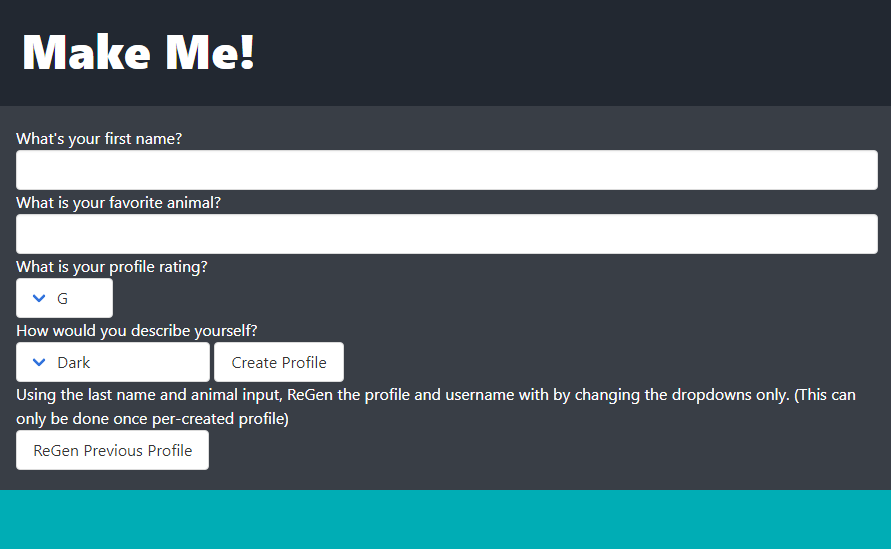 Make Me!
What's your first name?
What is your favorite animal?
What is your profile rating?
G
How would you describe yourself?
Dark Create Profile
Using the last name and animal input, ReGen the profile and username with by changing the dropdowns only. (This can
only be done once per-created profile)
ReGen Previous Profile